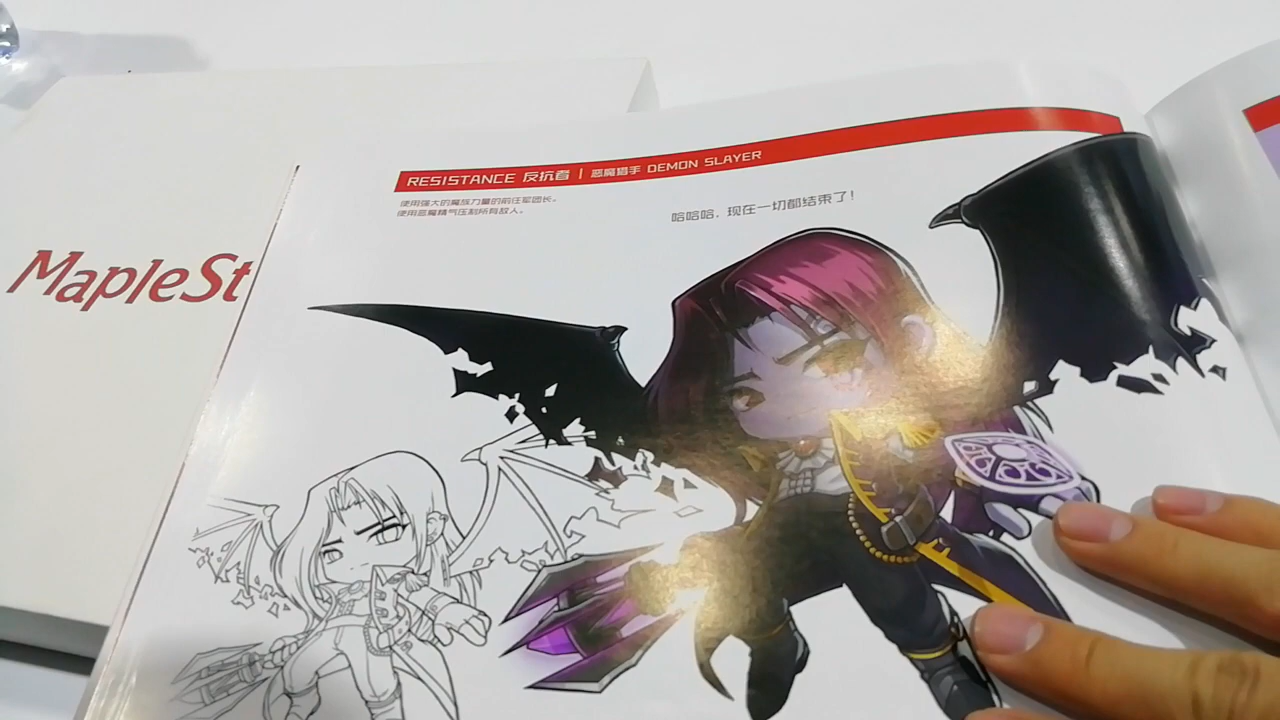 MapleSt
RESISTANCE 反抗者 | 恶魔猎手 DEMON SLAYER
使用强大的魔族力量的前任军团长。
使用恶魔精气压制所有敌人。
哈哈哈，现在一切都结束了！